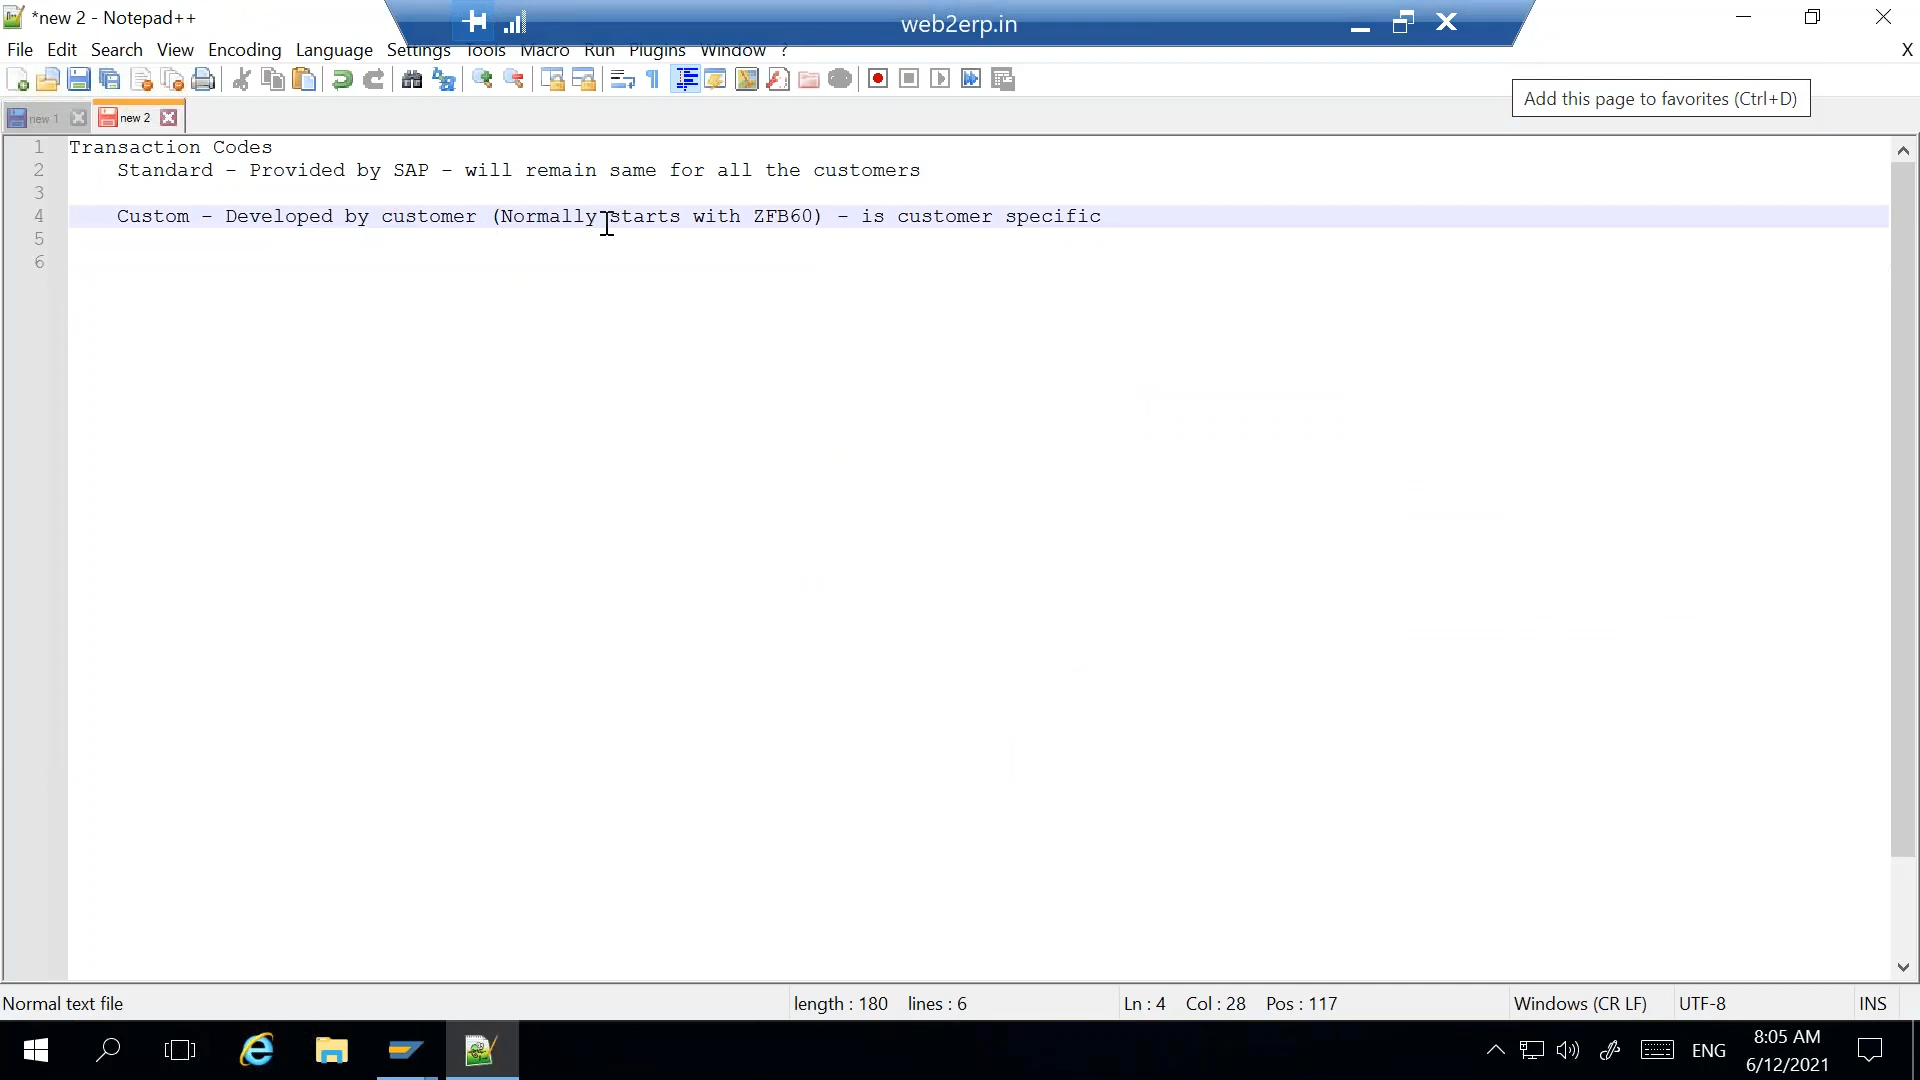 *new 2 - Notepad++
web2erp.in
File Edit Search View Encoding Language Settings Tools Macro Run Plugins Window ? X
Add this page to favorites (Ctrl+D)
new 1 new 2
1 Transaction Codes
2 Standard - Provided by SAP - will remain same for all the customers
3
4 Custom - Developed by customer (Normally starts with ZFB60) - is customer specific
5
6
Normal text file length : 180 lines : 6 Ln : 4 Col : 28 Pos : 117 Windows (CR LF) UTF-8 INS
ENG
8:05 AM
6/12/2021